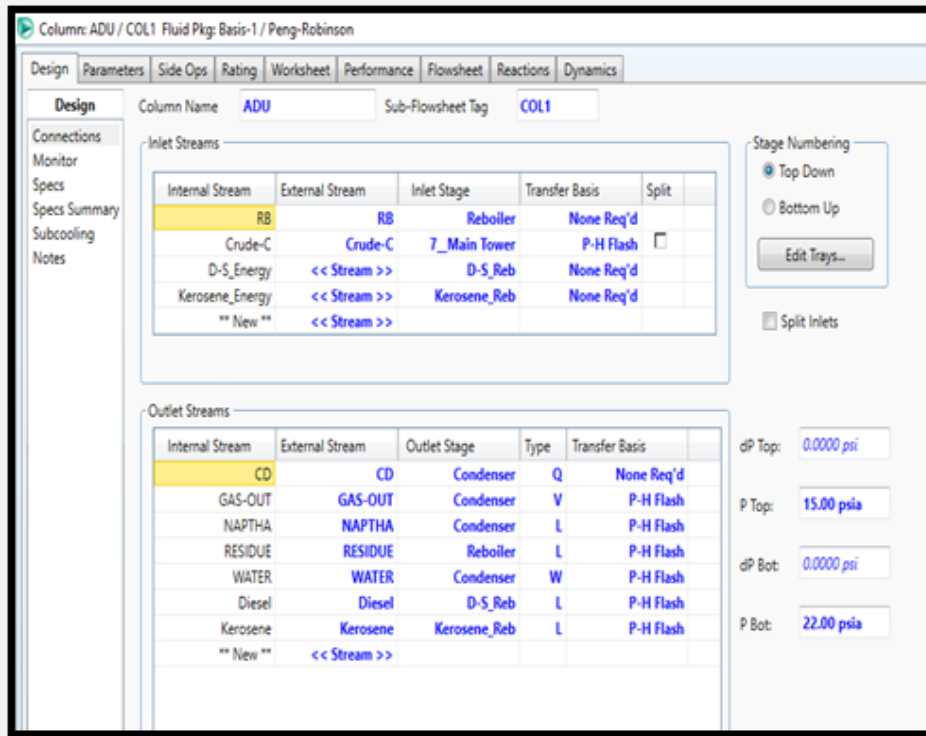 Column: ADU / COL1 Fluid Pkg: Basis-1 / Peng-Robinson
Design Parameters Side Ops Rating Worksheet Performance Flowsheet Reactions Dynamics
Design
Connections
Monitor
Specs
Specs Summary
Subcooling
Notes
Column Name ADU Sub-Flowsheet Tag COL1
Inlet Streams
Internal Stream External Stream Inlet Stage Transfer Basis Split
RB RB Reboiler None Req'd
Crude-C Crude-C 7_Main Tower P-H Flash
D-S_Energy << Stream >> D-S_Reb None Req'd
Kerosene_Energy << Stream >> Kerosene_Reb None Req'd
** New ** << Stream >>
Stage Numbering
Top Down
Bottom Up
Edit Trays...
Split Inlets
Outlet Streams
Internal Stream External Stream Outlet Stage Type Transfer Basis
CD CD Condenser Q None Req'd
GAS-OUT GAS-OUT Condenser V P-H Flash
NAPTHA NAPTHA Condenser L P-H Flash
RESIDUE RESIDUE Reboiler L P-H Flash
WATER WATER Condenser W P-H Flash
Diesel Diesel D-S_Reb L P-H Flash
Kerosene Kerosene Kerosene_Reb L P-H Flash
** New ** << Stream >>
dP Top: 0.0000 psi
P Top: 15.00 psia
dP Bot: 0.0000 psi
P Bot: 22.00 psia